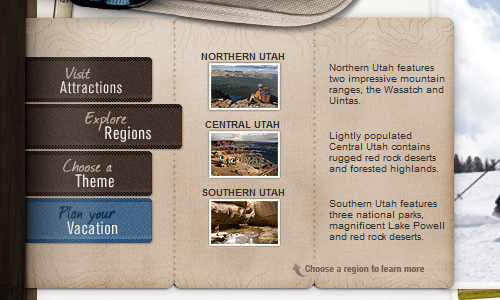 Visit
Attractions
Explore
Regions
Choose a
Theme
Plan your
Vacation
NORTHERN UTAH
CENTRAL UTAH
SOUTHERN UTAH
Northern Utah features
two impressive mountain
ranges, the Wasatch and
Uintas.
Lightly populated
Central Utah contains
rugged red rock deserts
and forested highlands.
Southern Utah features
three national parks,
magnificent Lake Powell
and red rock deserts.
Choose a region to learn more